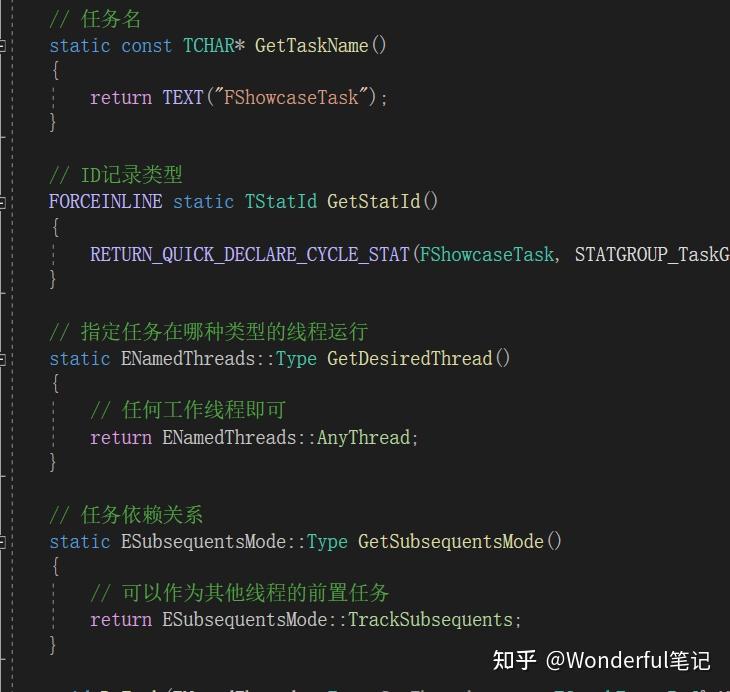 // 任务名
static const TCHAR* GetTaskName()
{
return TEXT("FShowcaseTask");
}
// ID记录类型
FORCEINLINE static TStatId GetStatId()
{
RETURN_QUICK_DECLARE_CYCLE_STAT(FShowcaseTask, STATGROUP_TaskG
}
// 指定任务在哪种类型的线程运行
static ENamedThreads::Type GetDesiredThread()
{
// 任何工作线程即可
return ENamedThreads::AnyThread;
}
// 任务依赖关系
static ESubsequentsMode::Type GetSubsequentsMode()
{
// 可以作为其他线程的前置任务
return ESubsequentsMode::TrackSubsequents;
}
知乎 @Wonderful笔记